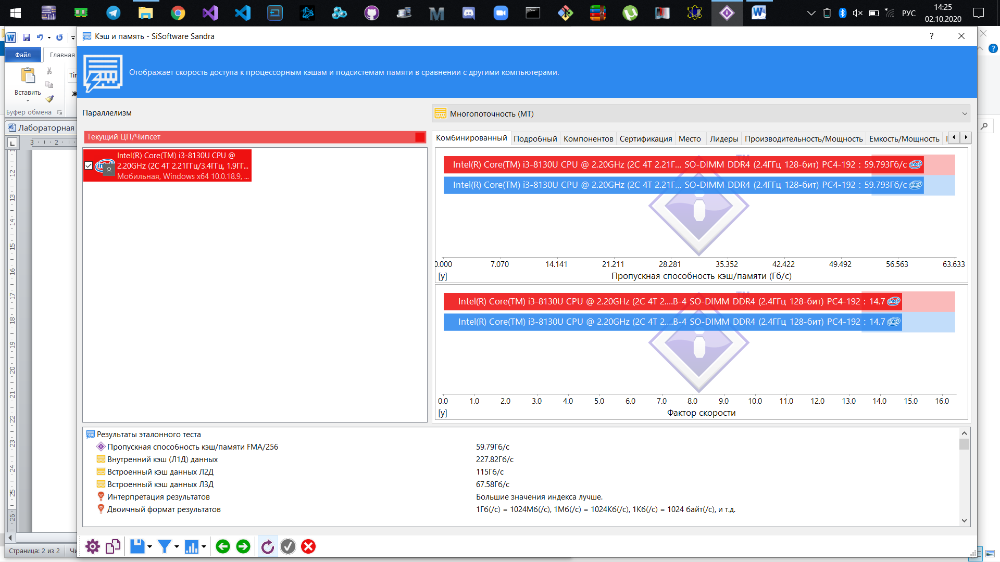 РУС
14:25
02.10.2020
Кэш и память - SiSoftware Sandra
?
Файл
Главная
Вставить
Ж
Буфер обмена
Лабораторная
Отображает скорость доступа к процессорным кэшам и подсистемам памяти в сравнении с другими компьютерами.
Параллелизм
Многопоточность (МТ)
Текущий ЦП/Чипсет
Intel(R) Core(TM) i3-8130U CPU @
2.20GHz (2C 4T 2.21ГГц/3.4ГГц, 1.9ГГ...
Мобильная, Windows x64 10.0.18.9, ...
Комбинированный
Подробный
Компонентов
Сертификация
Место
Лидеры
Производительность/Мощность
Емкость/Мощность
Intel(R) Core(TM) i3-8130U CPU @ 2.20GHz (2C 4T 2.21Г... SO-DIMM DDR4 (2.4ГГц 128-бит) PC4-192 : 59.793Гб/с
Intel(R) Core(TM) i3-8130U CPU @ 2.20GHz (2C 4T 2.21Г... SO-DIMM DDR4 (2.4ГГц 128-бит) PC4-192 : 59.793Гб/с
0.000 7.070 14.141 21.211 28.281 35.352 42.422 49.492 56.563 63.633
[y]
Пропускная способность кэш/памяти (Гб/с)
Intel(R) Core(TM) i3-8130U CPU @ 2.20GHz (2C 4T 2....B-4 SO-DIMM DDR4 (2.4ГГц 128-бит) PC4-192 : 14.7
Intel(R) Core(TM) i3-8130U CPU @ 2.20GHz (2C 4T 2....B-4 SO-DIMM DDR4 (2.4ГГц 128-бит) PC4-192 : 14.7
0.0 1.0 2.0 3.0 4.0 5.0 6.0 7.0 8.0 9.0 10.0 11.0 12.0 13.0 14.0 15.0 16.0
[y]
Фактор скорости
Результаты эталонного теста
Пропускная способность кэш/памяти FMA/256 59.79Гб/с
Внутренний кэш (Л1Д) данных 227.82Гб/с
Встроенный кэш данных Л2Д 115Гб/с
Встроенный кэш данных Л3Д 67.58Гб/с
Интерпретация результатов Большие значения индекса лучше.
Двоичный формат результатов 1Гб(/с) = 1024Мб(/с), 1Мб(/с) = 1024Кб(/с), 1Кб(/с) = 1024 байт(/с), и т.д.
Страница: 2 из 2